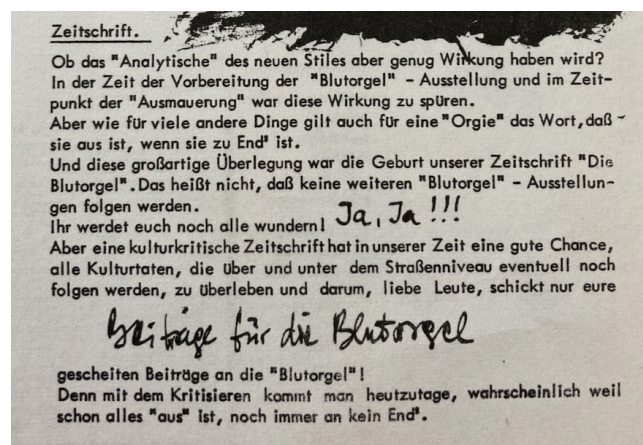 Zeitschrift.
Ob das "Analytische" des neuen Stiles aber genug Wirkung haben wird?
In der Zeit der Vorbereitung der "Blutorgel" - Ausstellung und im Zeit-
punkt der "Ausmauerung" war diese Wirkung zu spüren.
Aber wie für viele andere Dinge gilt auch für eine "Orgie" das Wort, daß
sie aus ist, wenn sie zu End' ist.
Und diese großartige Überlegung war die Geburt unserer Zeitschrift "Die
Blutorgel". Das heißt nicht, daß keine weiteren "Blutorgel" - Ausstellun-
gen folgen werden.
Ihr werdet euch noch alle wundern! Ja, Ja !!!
Aber eine kulturkritische Zeitschrift hat in unserer Zeit eine gute Chance,
alle Kulturtaten, die über und unter dem Straßenniveau eventuell noch
folgen werden, zu überleben und darum, liebe Leute, schickt nur eure
Beiträge für die Blutorgel
gescheiten Beiträge an die "Blutorgel"!
Denn mit dem Kritisieren kommt man heutzutage, wahrscheinlich weil
schon alles "aus" ist, noch immer an kein End'.